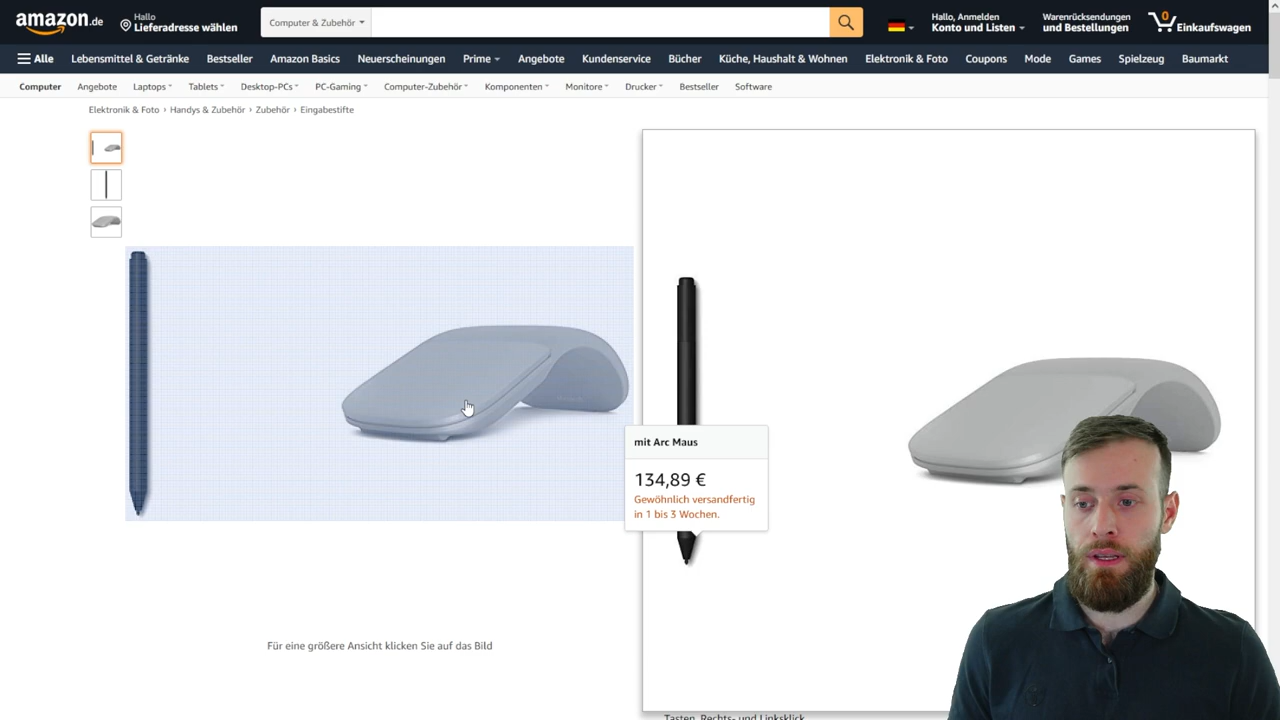 amazon.de
Hallo
Lieferadresse wählen
Computer & Zubehör
Hallo, Anmelden
Konto und Listen
Warenrücksendungen
und Bestellungen
0
Einkaufswagen
Alle
Lebensmittel & Getränke
Bestseller
Amazon Basics
Neuerscheinungen
Prime
Angebote
Kundenservice
Bücher
Küche, Haushalt & Wohnen
Elektronik & Foto
Coupons
Mode
Games
Spielzeug
Baumarkt
Computer
Angebote
Laptops
Tablets
Desktop-PCs
PC-Gaming
Computer-Zubehör
Komponenten
Monitore
Drucker
Bestseller
Software
Elektronik & Foto › Handys & Zubehör › Zubehör › Eingabestifte
mit Arc Maus
134,89 €
Gewöhnlich versandfertig
in 1 bis 3 Wochen.
Für eine größere Ansicht klicken Sie auf das Bild
Tasten, Rechts- und Linksklick